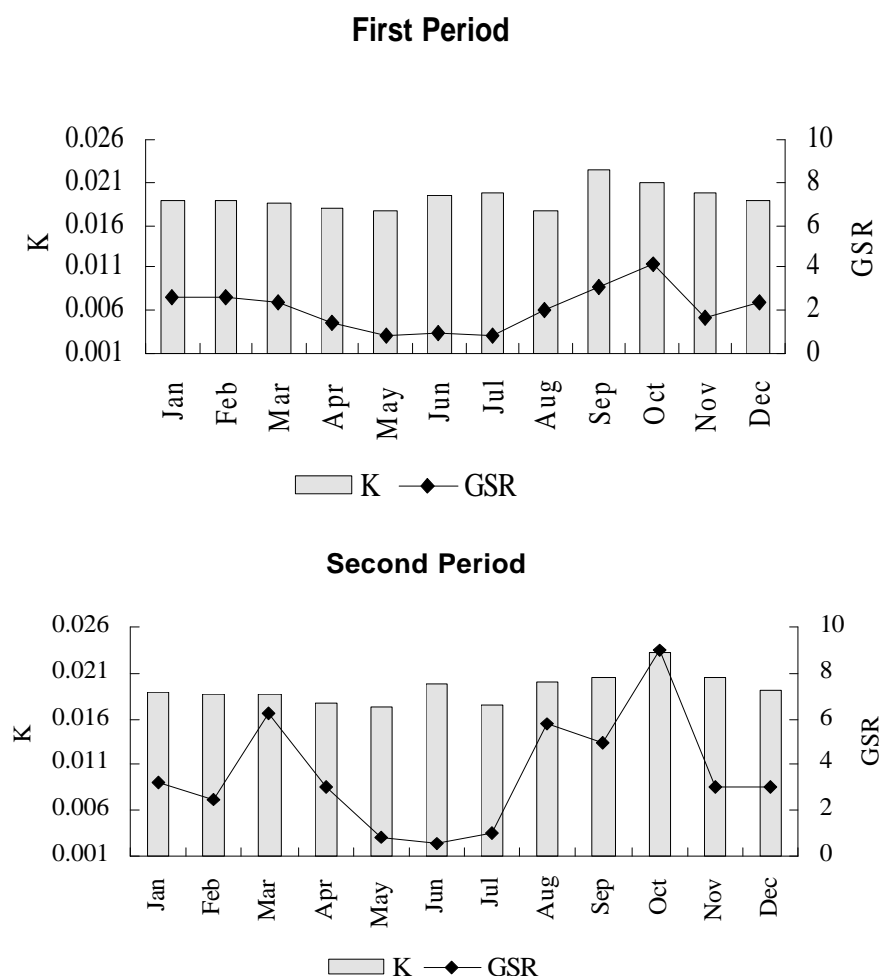 First Period
0.026
0.021
0.016
0.011
0.006
0.001
K
10
8
6
4
2
0
GSR
Jan Feb Mar Apr May Jun Jul Aug Sep Oct Nov Dec
K GSR
Second Period
0.026
0.021
0.016
0.011
0.006
0.001
K
10
8
6
4
2
0
GSR
Jan Feb Mar Apr May Jun Jul Aug Sep Oct Nov Dec
K GSR